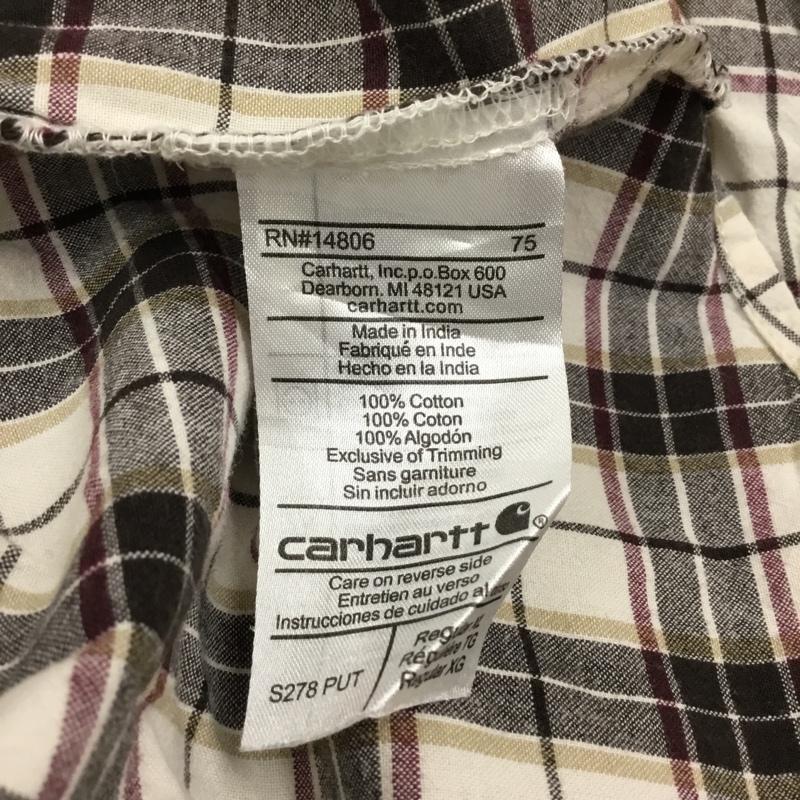 RN#14806 75
Carhartt, Inc.p.o.Box 600
Dearborn. MI 48121 USA
carhartt.com
Made in India
Fabriqué en Inde
Hecho en la India
100% Cotton
100% Coton
100% Algodón
Exclusive of Trimming
Sans garniture
Sin incluir adorno
carhartt ®
Care on reverse side
Entretien au verso
Instrucciones de cuidado al
S278 PUT
Regular XL
Régulière TG
Regular XG